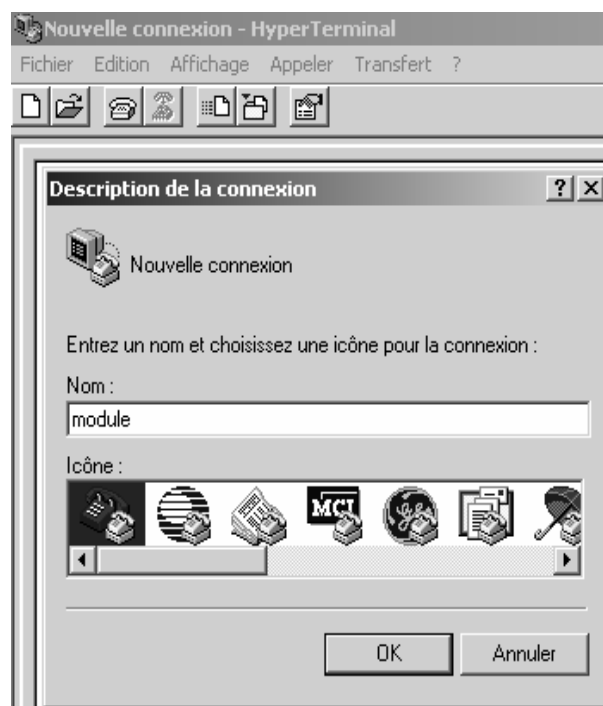 Nouvelle connexion - HyperTerminal
Fichier Edition Affichage Appeler Transfert ?
Description de la connexion
Nouvelle connexion
Entrez un nom et choisissez une icône pour la connexion :
Nom :
module
Icône :
MCI
OK Annuler